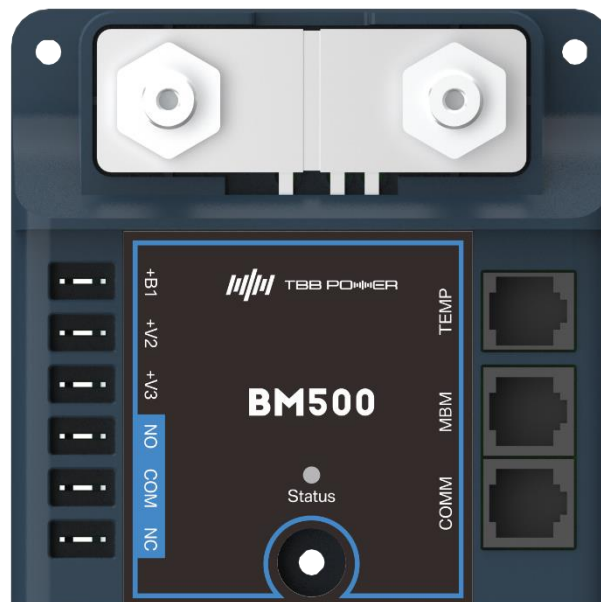 TBB POWER
+B1
+V2
+V3
NO
COM
NC
BM500
Status
TEMP
MBM
COMM